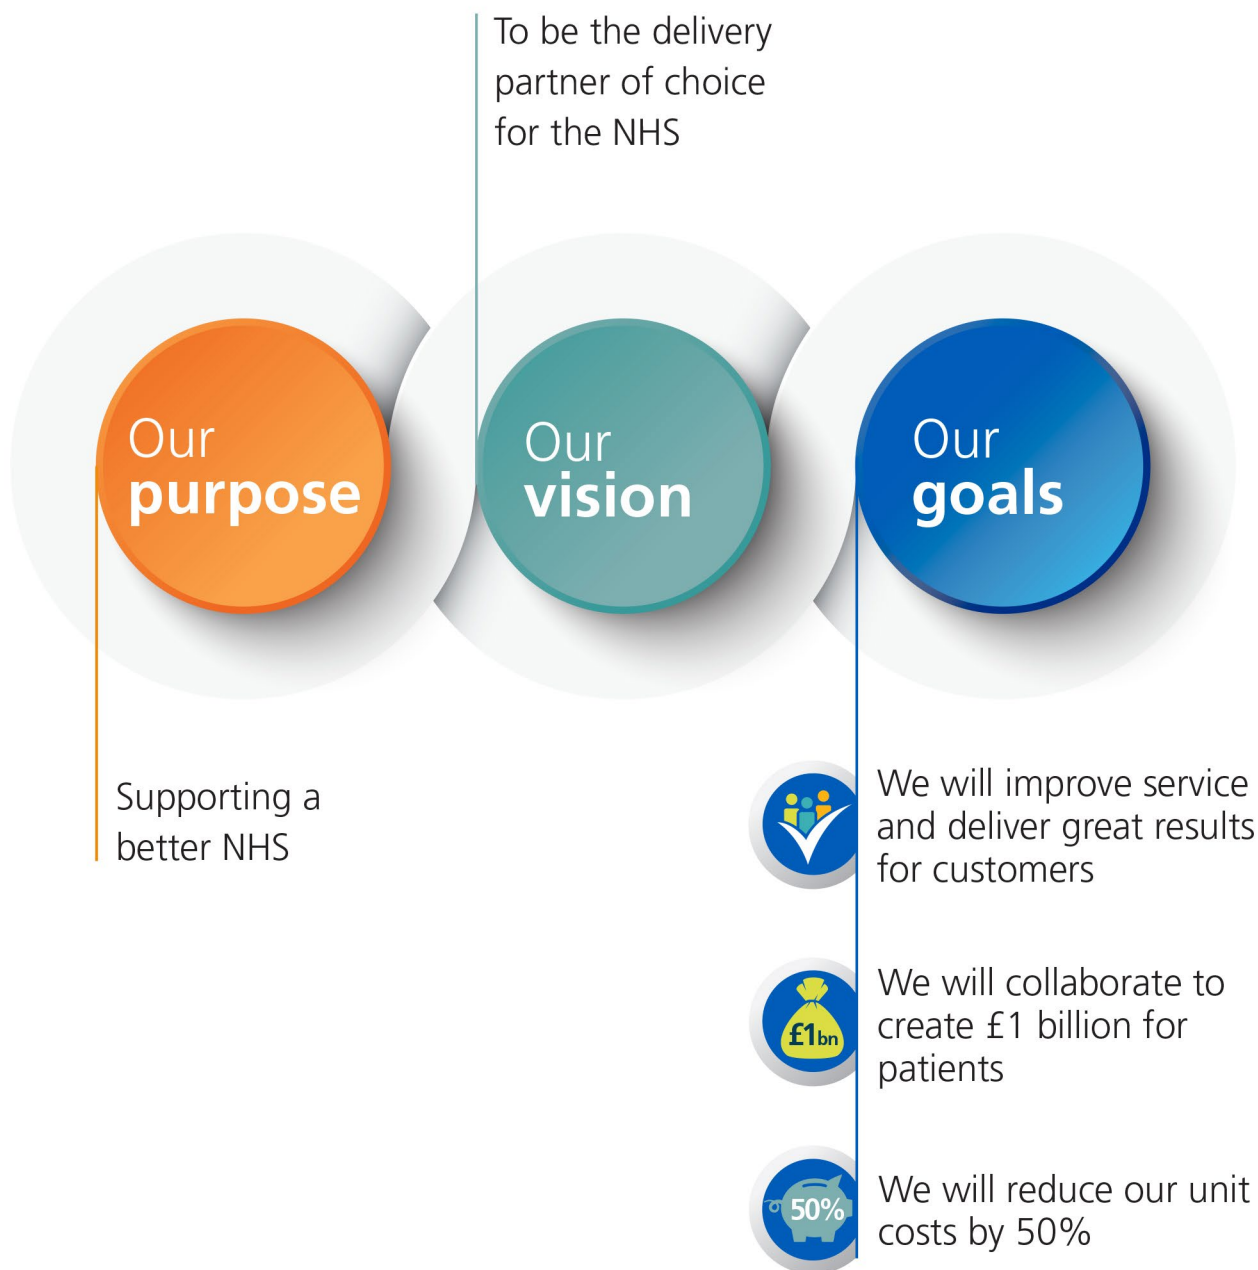 To be the delivery
partner of choice
for the NHS
Our
purpose
Our
vision
Our
goals
Supporting a
better NHS
We will improve service
and deliver great results
for customers
£1bn
We will collaborate to
create £1 billion for
patients
50%
We will reduce our unit
costs by 50%